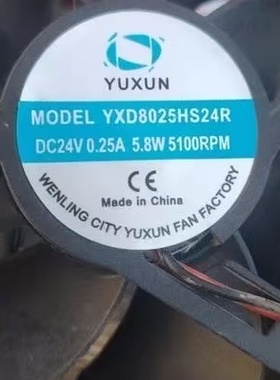 YUXUN
MODEL YXD8025HS24R
DC24V 0.25A 5.8W 5100RPM
CE
Made in China
WENLING CITY YUXUN FAN FACTORY